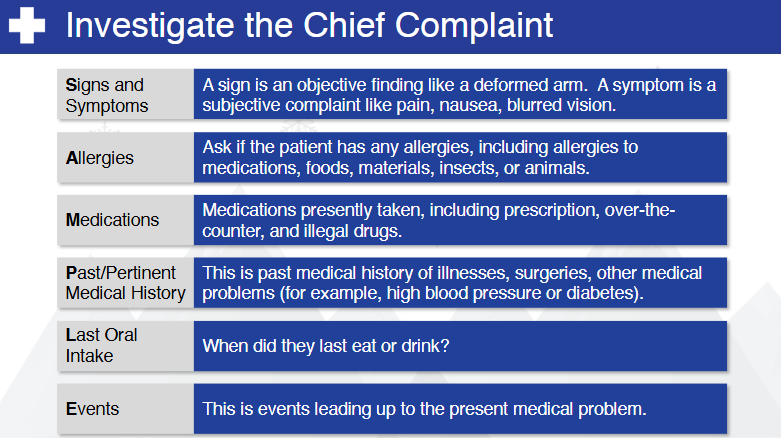 Investigate the Chief Complaint
Signs and
Symptoms
A sign is an objective finding like a deformed arm.  A symptom is a
subjective complaint like pain, nausea, blurred vision.
Allergies
Ask if the patient has any allergies, including allergies to
medications, foods, materials, insects, or animals.
Medications
Medications presently taken, including prescription, over-the-
counter, and illegal drugs.
Past/Pertinent
Medical History
This is past medical history of illnesses, surgeries, other medical
problems (for example, high blood pressure or diabetes).
Last Oral
Intake
When did they last eat or drink?
Events
This is events leading up to the present medical problem.